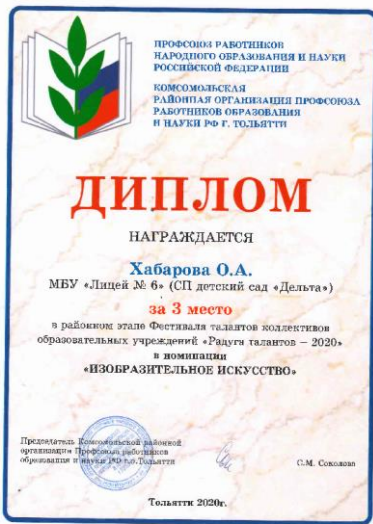 ПРОФСОЮЗ РАБОТНИКОВ
НАРОДНОГО ОБРАЗОВАНИЯ И НАУКИ
РОССИЙСКОЙ ФЕДЕРАЦИИ
КОМСОМОЛЬСКАЯ
РАЙОННАЯ ОРГАНИЗАЦИЯ ПРОФСОЮЗА
РАБОТНИКОВ ОБРАЗОВАНИЯ
И НАУКИ РФ Г. ТОЛЬЯТТИ
ДИПЛОМ
НАГРАЖДАЕТСЯ
Хабарова О.А.
МБУ «Лицей № 6» (СП детский сад «Дельта»)
за 3 место
в районном этапе Фестиваля талантов коллективов
образовательных учреждений «Радуга талантов – 2020»
в номинации
«ИЗОБРАЗИТЕЛЬНОЕ ИСКУССТВО»
Председатель Комсомольской районной
организации Профсоюза работников
образования и науки РФ г.о.Тольятти
С.М. Соколова
Тольятти 2020г.